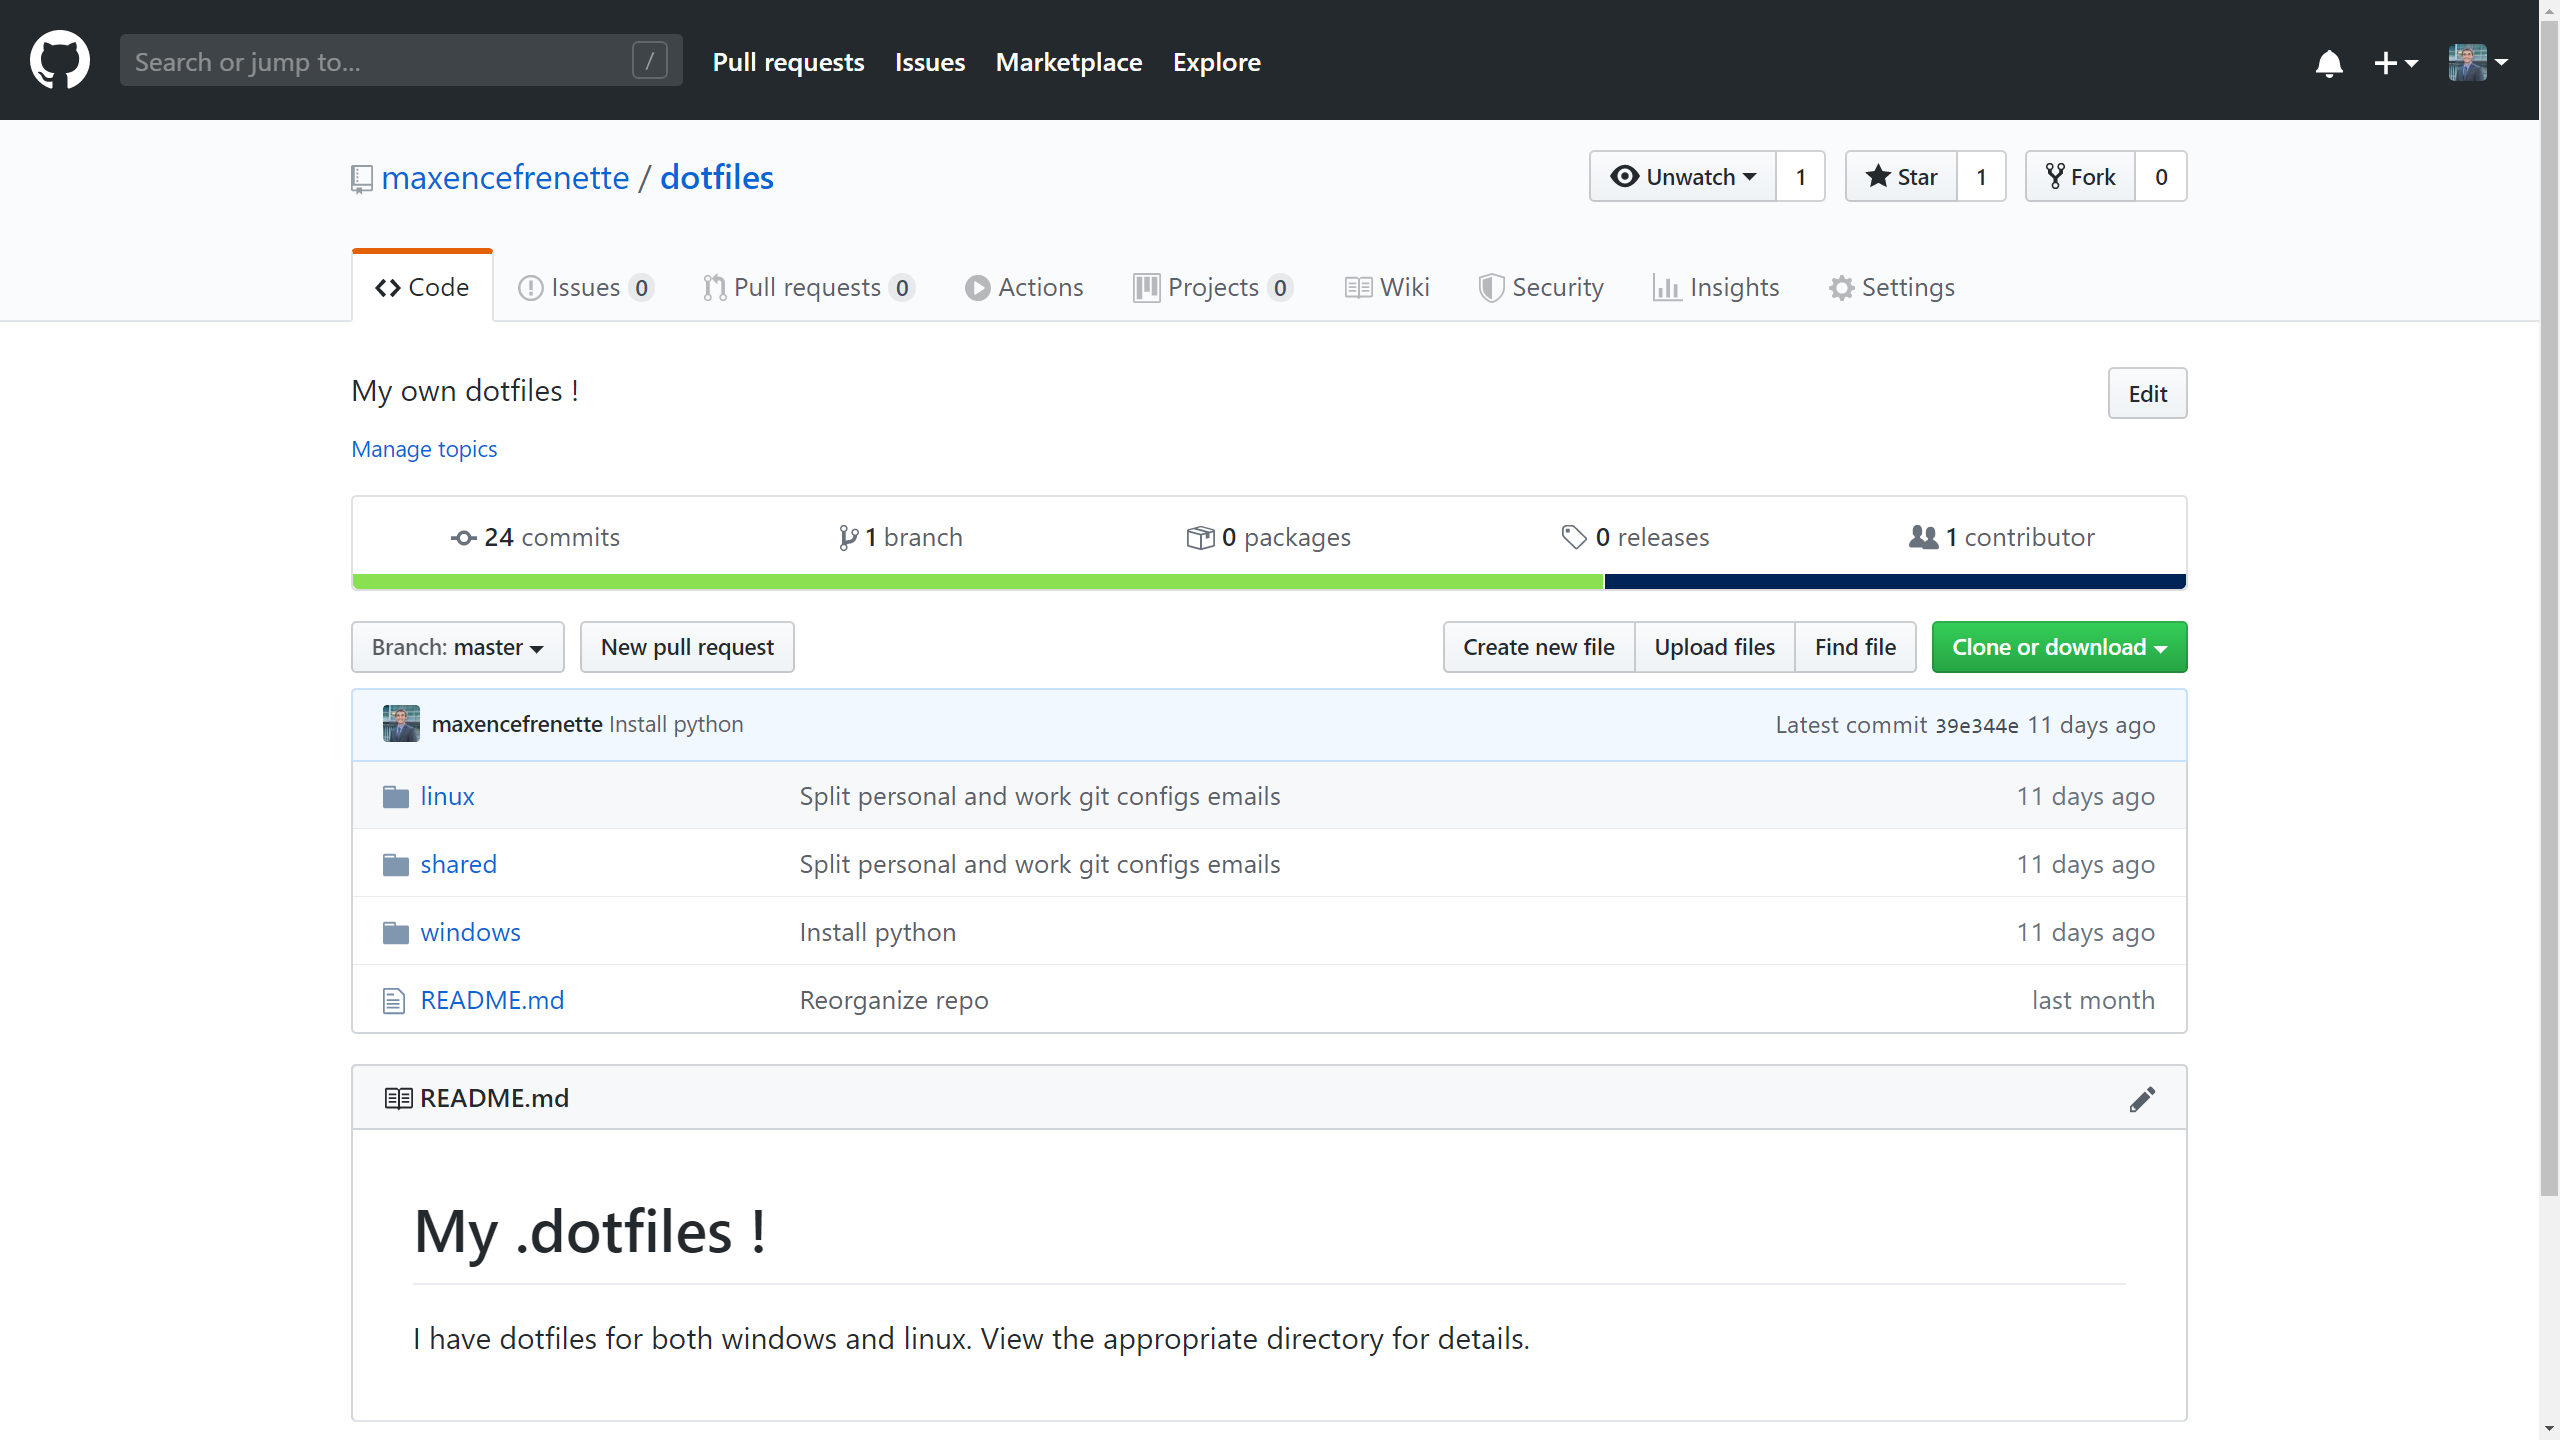 Search or jump to... /
Pull requests Issues Marketplace Explore
maxencefrenette / dotfiles
Unwatch 1 Star 1 Fork 0
Code Issues 0 Pull requests 0 Actions Projects 0 Wiki Security Insights Settings
My own dotfiles !
Edit
Manage topics
24 commits 1 branch 0 packages 0 releases 1 contributor
Branch: master New pull request Create new file Upload files Find file Clone or download
maxencefrenette Install python Latest commit 39e344e 11 days ago
linux Split personal and work git configs emails 11 days ago
shared Split personal and work git configs emails 11 days ago
windows Install python 11 days ago
README.md Reorganize repo last month
README.md
My .dotfiles !
I have dotfiles for both windows and linux. View the appropriate directory for details.